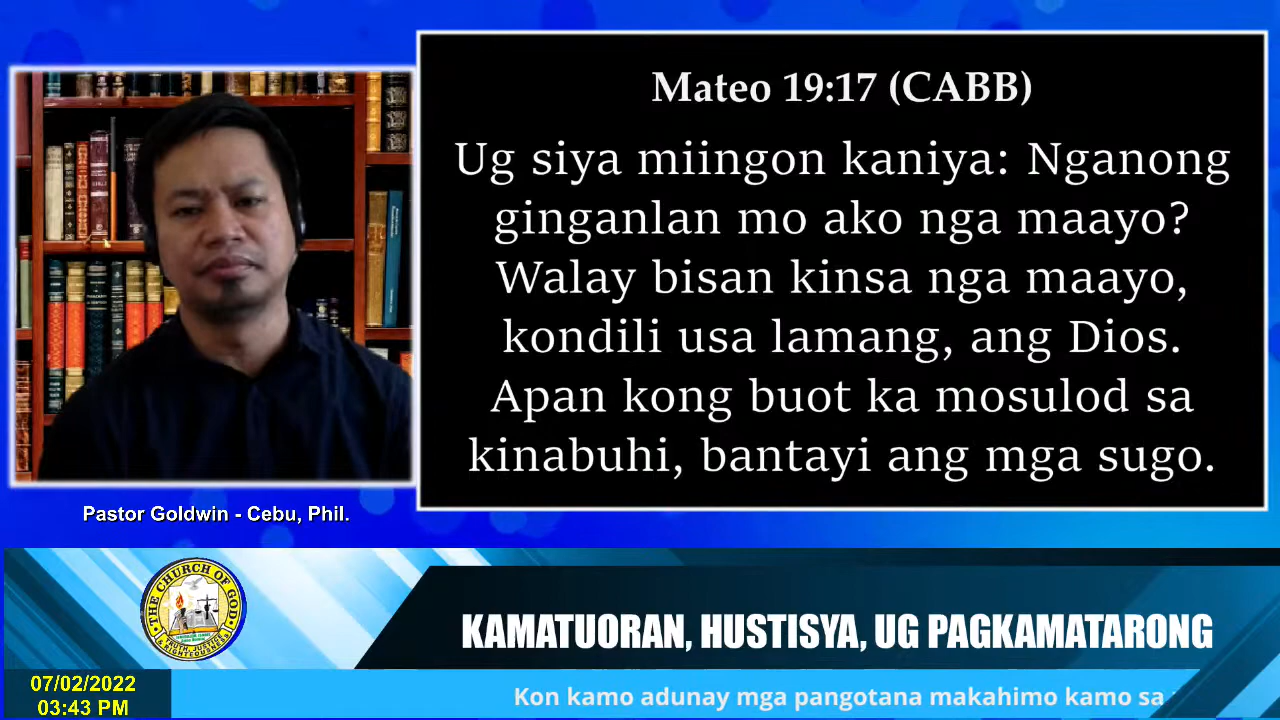 Mateo 19:17 (CABB)
Ug siya miingon kaniya: Nganong
ginganlan mo ako nga maayo?
Walay bisan kinsa nga maayo,
kondili usa lamang, ang Dios.
Apan kong buot ka mosulod sa
kinabuhi, bantayi ang mga sugo.
Pastor Goldwin - Cebu, Phil.
THE CHURCH OF GOD
TRUTH, JUSTICE
RIGHTEOUSNESS
KAMATUORAN, HUSTISYA, UG PAGKAMATARONG
07/02/2022
03:43 PM
Kon kamo adunay mga pangotana makahimo kamo sa